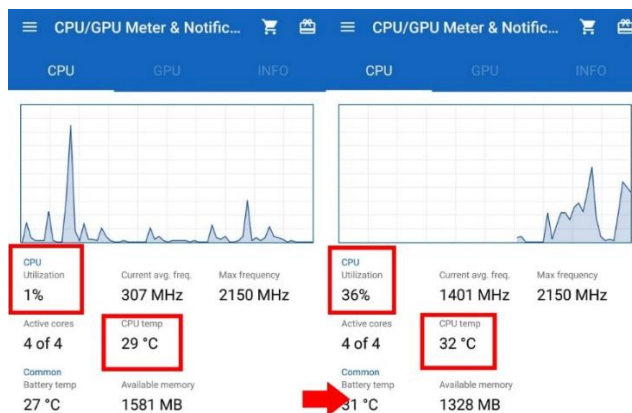 CPU/GPU Meter & Notific...
CPU GPU INFO
CPU
Utilization Current avg. freq. Max frequency
1% 307 MHz 2150 MHz
Active cores CPU temp
4 of 4 29 °C
Common
Battery temp Available memory
27 °C 1581 MB
CPU/GPU Meter & Notific...
CPU GPU INFO
CPU
Utilization Current avg. freq. Max frequency
36% 1401 MHz 2150 MHz
Active cores CPU temp
4 of 4 32 °C
Common
Battery temp Available memory
31 °C 1328 MB